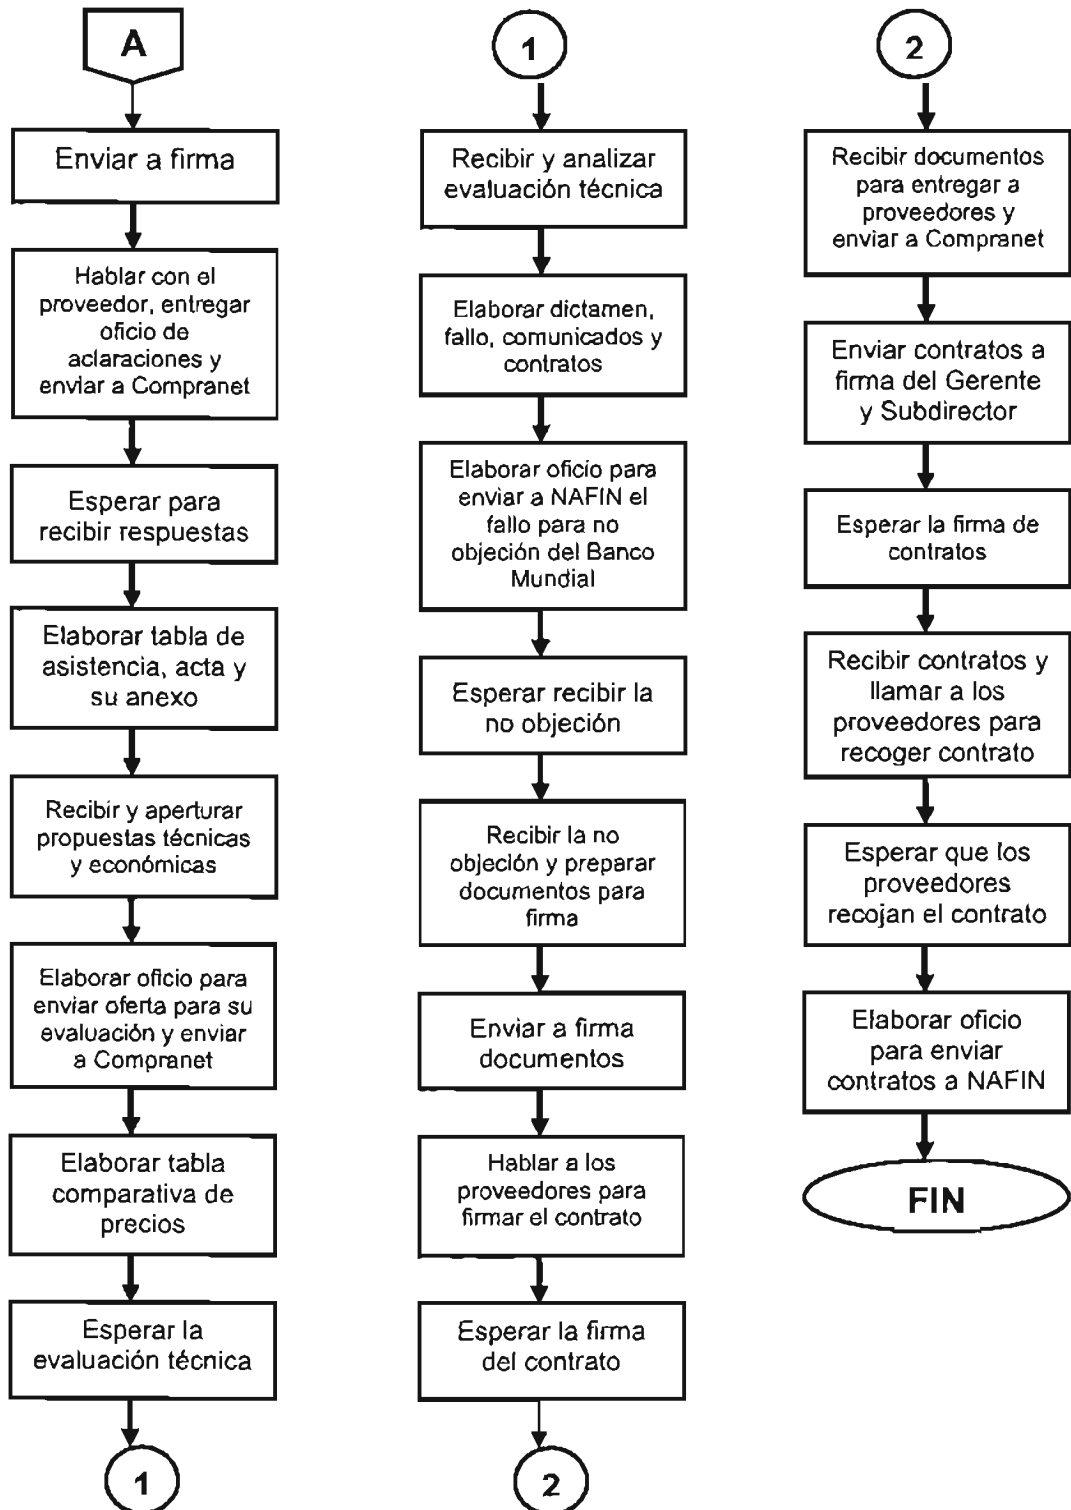 A
Enviar a firma
Hablar con el
proveedor, entregar
oficio de
aclaraciones y
enviar a Compranet
Esperar para
recibir respuestas
Elaborar tabla de
asistencia, acta y
su anexo
Recibir y aperturar
propuestas técnicas
y económicas
Elaborar oficio para
enviar oferta para su
evaluación y enviar
a Compranet
Elaborar tabla
comparativa de
precios
Esperar la
evaluación técnica
1
1
Recibir y analizar
evaluación técnica
Elaborar dictamen,
fallo, comunicados y
contratos
Elaborar oficio para
enviar a NAFIN el
fallo para no
objeción del Banco
Mundial
Esperar recibir la
no objeción
Recibir la no
objeción y preparar
documentos para
firma
Enviar a firma
documentos
Hablar a los
proveedores para
firmar el contrato
Esperar la firma
del contrato
2
2
Recibir documentos
para entregar a
proveedores y
enviar a Compranet
Enviar contratos a
firma del Gerente
y Subdirector
Esperar la firma de
contratos
Recibir contratos y
llamar a los
proveedores para
recoger contrato
Esperar que los
proveedores
recojan el contrato
Elaborar oficio
para enviar
contratos a NAFIN
FIN